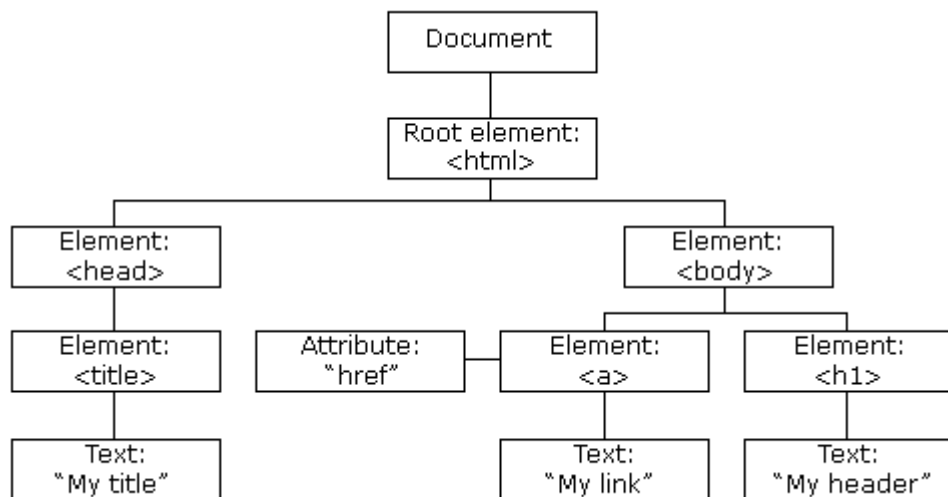 Document
Root element:
<html>
Element:
<head>
Element:
<body>
Element:
<title>
Attribute:
“href”
Element:
<a>
Element:
<h1>
Text:
“My title”
Text:
“My link”
Text:
“My header”